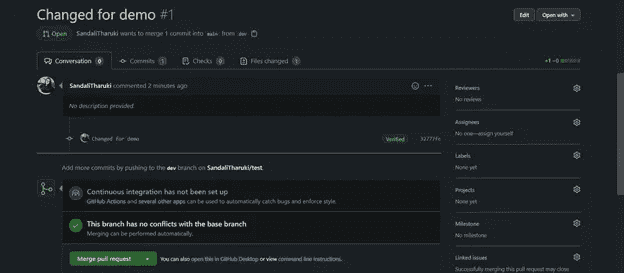 Changed for demo #1
Edit
Open with
Open
SandaliTharuki wants to merge 1 commit into main from dev
Conversation 0
Commits 1
Checks 0
Files changed 1
+1 −0
SandaliTharuki commented 2 minutes ago
No description provided.
Changed for demo
Verified
Add more commits by pushing to the dev branch on SandaliTharuki/test.
Continuous integration has not been set up
GitHub Actions and several other apps can be used to automatically catch bugs and enforce style.
This branch has no conflicts with the base branch
Merging can be performed automatically.
Merge pull request
You can also open this in GitHub Desktop or view command line instructions.
Reviewers
No reviews
Assignees
No one—assign yourself
Labels
None yet
Projects
None yet
Milestone
No milestone
Linked issues
Successfully merging this pull request may close